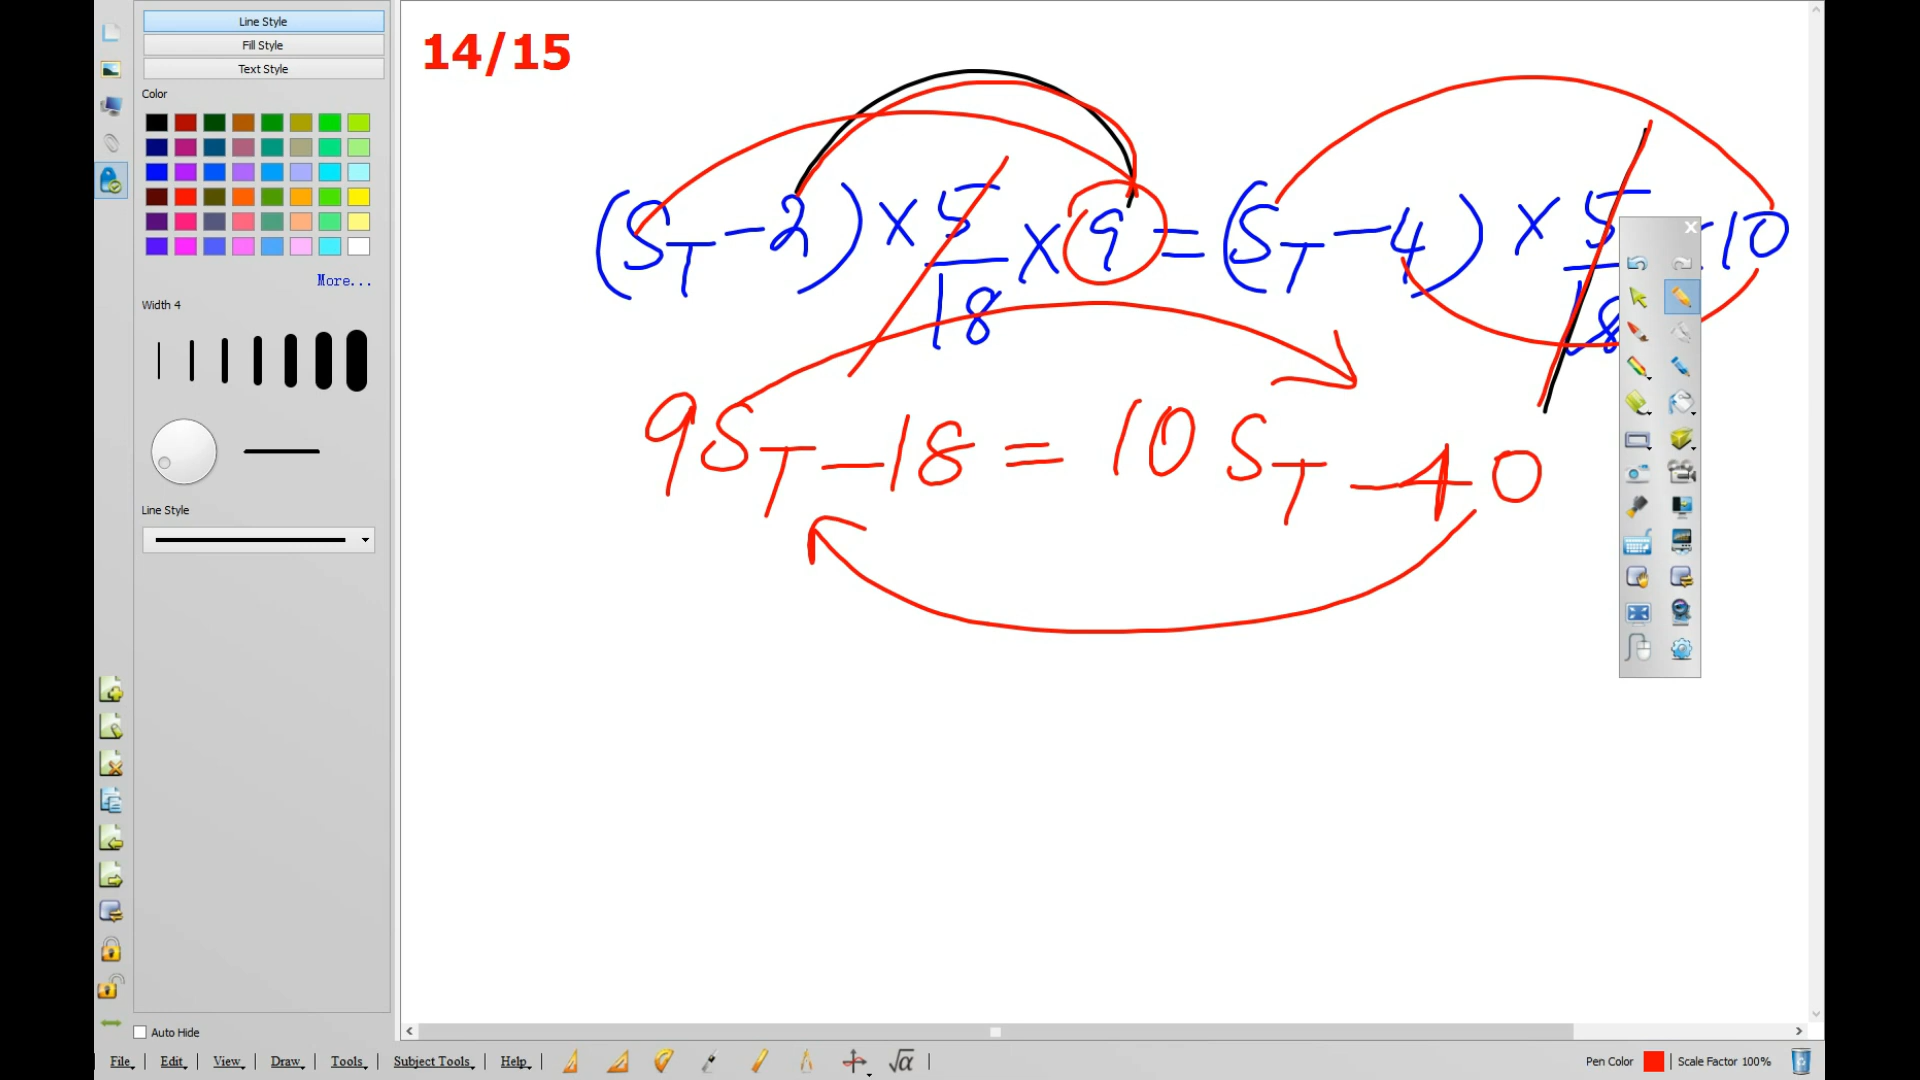 Line Style
Fill Style
Text Style
Color
More...
Width 4
Line Style
Auto Hide
14/15
(S_T - 2) × 5/18 × 9 = (S_T - 4) × 5/18 × 10
9S_T - 18 = 10 S_T - 40
File Edit View Draw Tools Subject Tools Help
Pen Color Scale Factor 100%